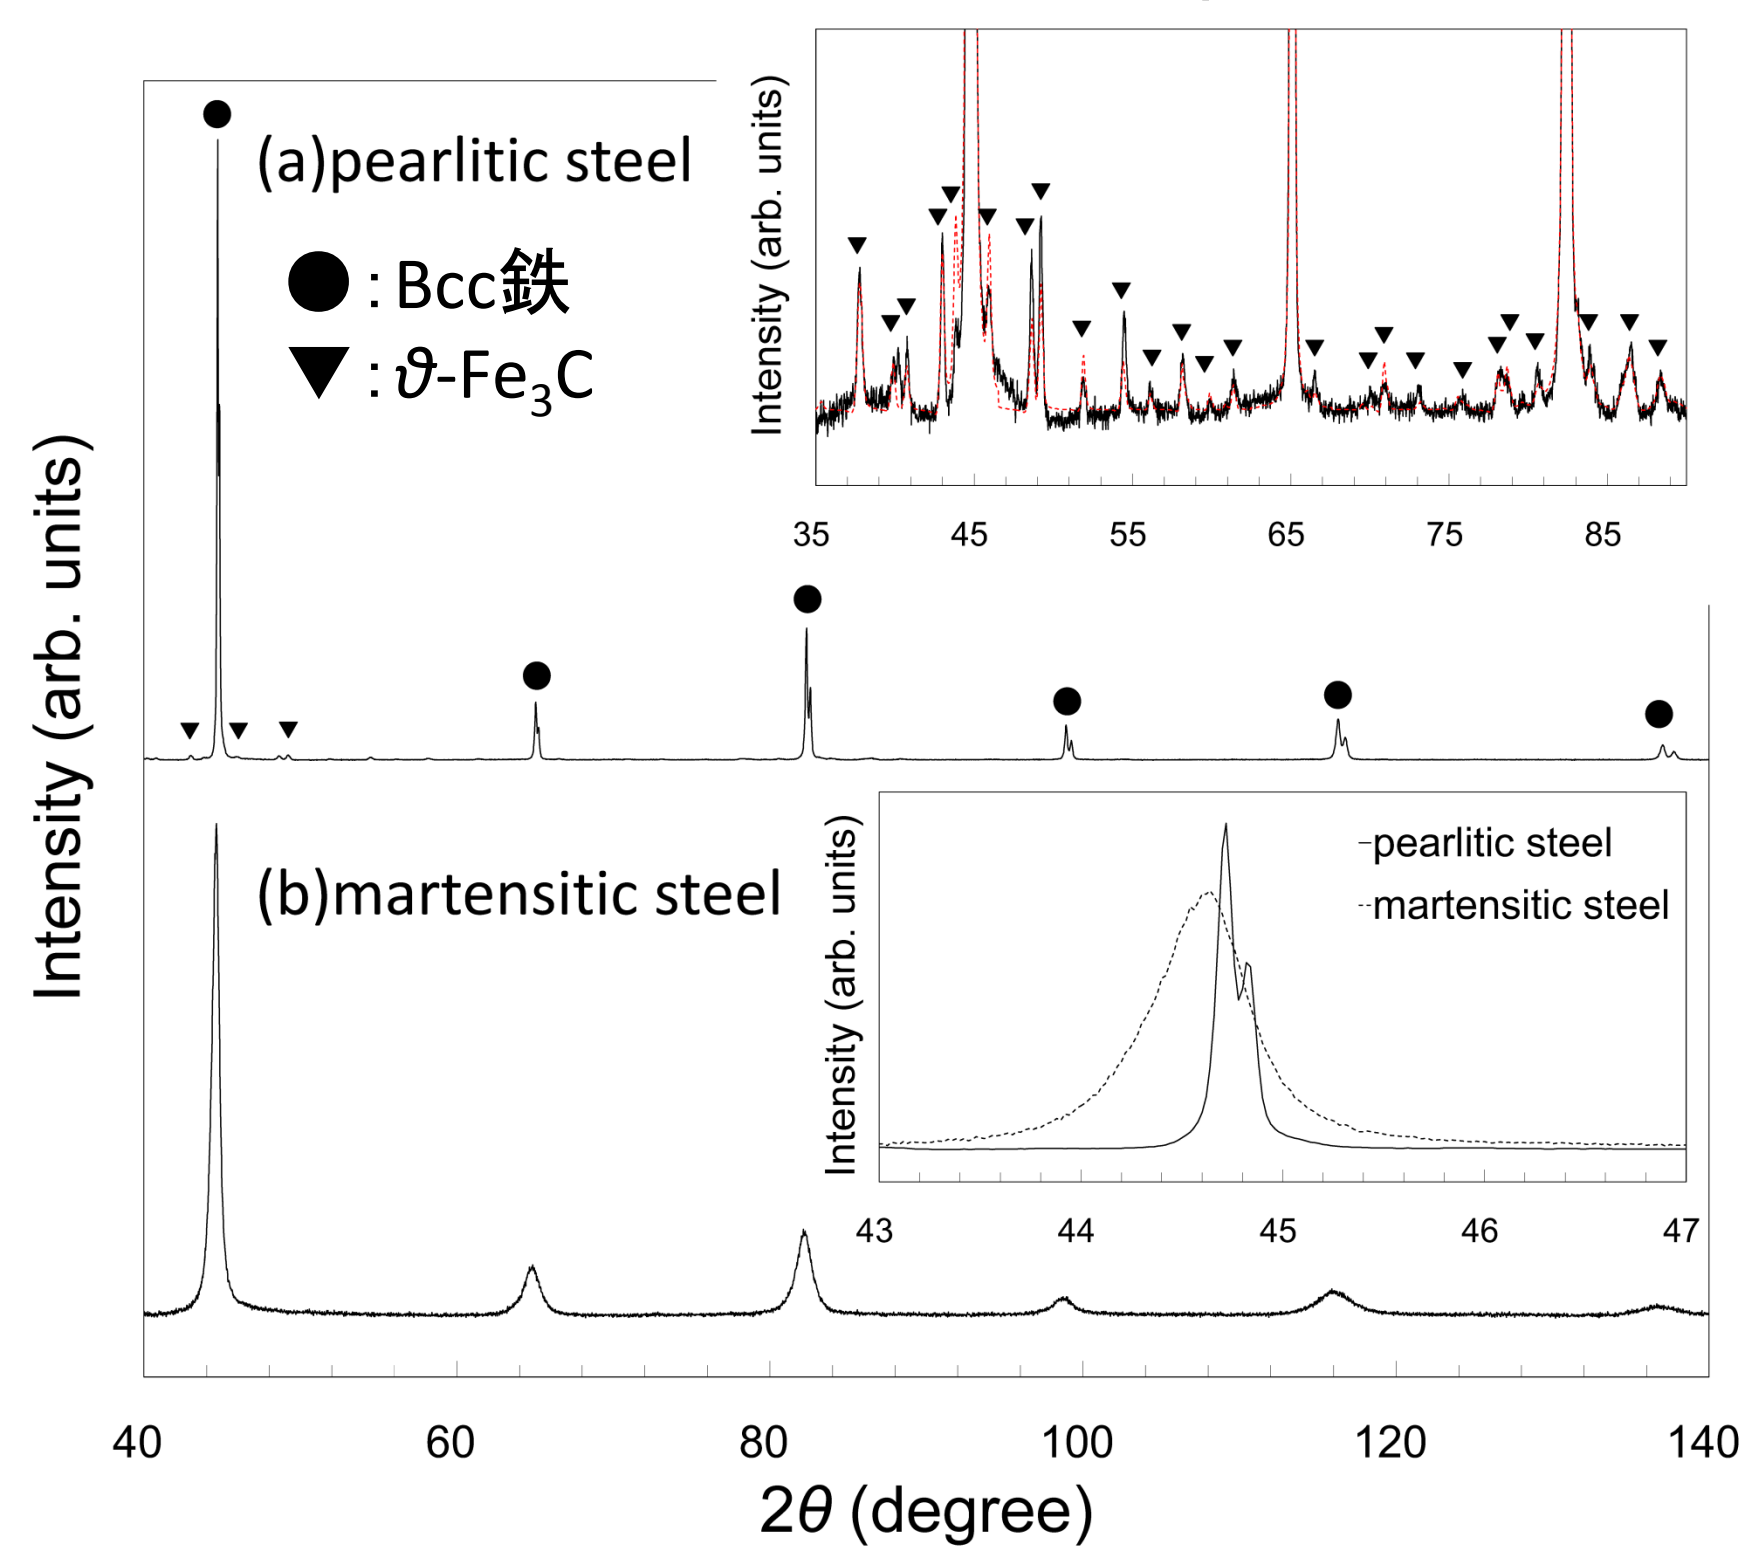 (a)pearlitic steel
●：Bcc鉄
▼：ϑ-Fe₃C
Intensity (arb. units)
35 45 55 65 75 85
Intensity (arb. units)
(b)martensitic steel
Intensity (arb. units)
pearlitic steel
martensitic steel
43 44 45 46 47
40 60 80 100 120 140
2θ (degree)